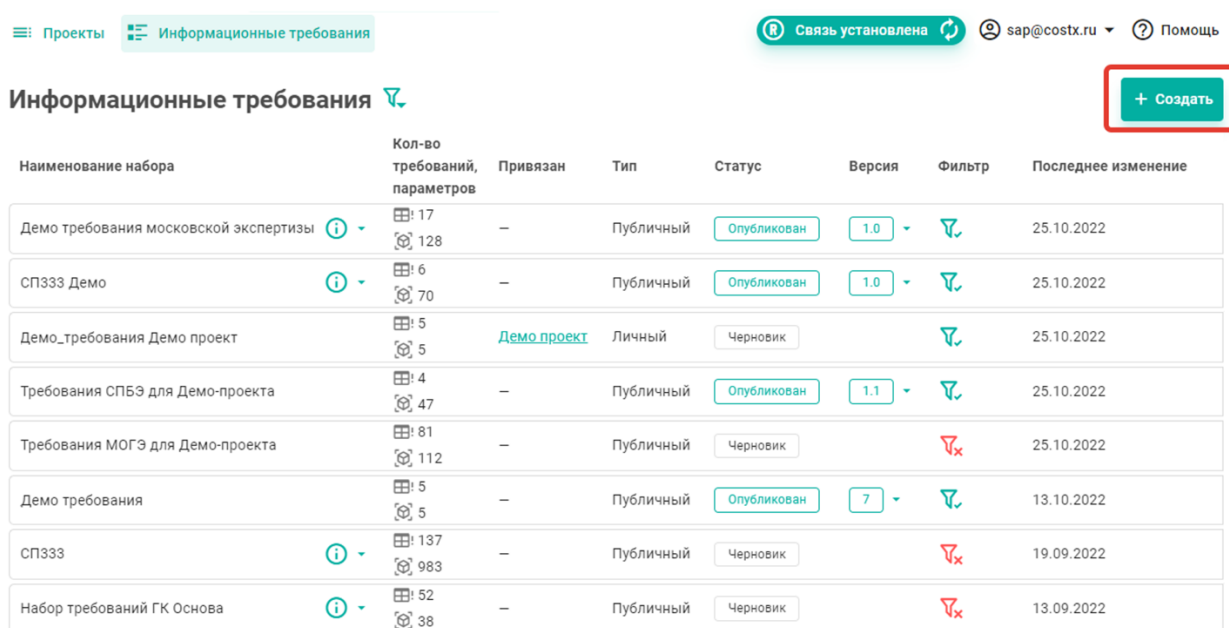 Проекты Информационные требования ® Связь установлена sap@costx.ru Помощь
Информационные требования + Создать
Наименование набора Кол-во требований, параметров Привязан Тип Статус Версия Фильтр Последнее изменение
Демо требования московской экспертизы 17 128 – Публичный Опубликован 1.0 25.10.2022
СП333 Демо 6 70 – Публичный Опубликован 1.0 25.10.2022
Демо_требования Демо проект 5 5 Демо проект Личный Черновик 25.10.2022
Требования СПБЭ для Демо-проекта 4 47 – Публичный Опубликован 1.1 25.10.2022
Требования МОГЭ для Демо-проекта 81 112 – Публичный Черновик 25.10.2022
Демо требования 5 5 – Публичный Опубликован 7 13.10.2022
СП333 137 983 – Публичный Черновик 19.09.2022
Набор требований ГК Основа 52 38 – Публичный Черновик 13.09.2022